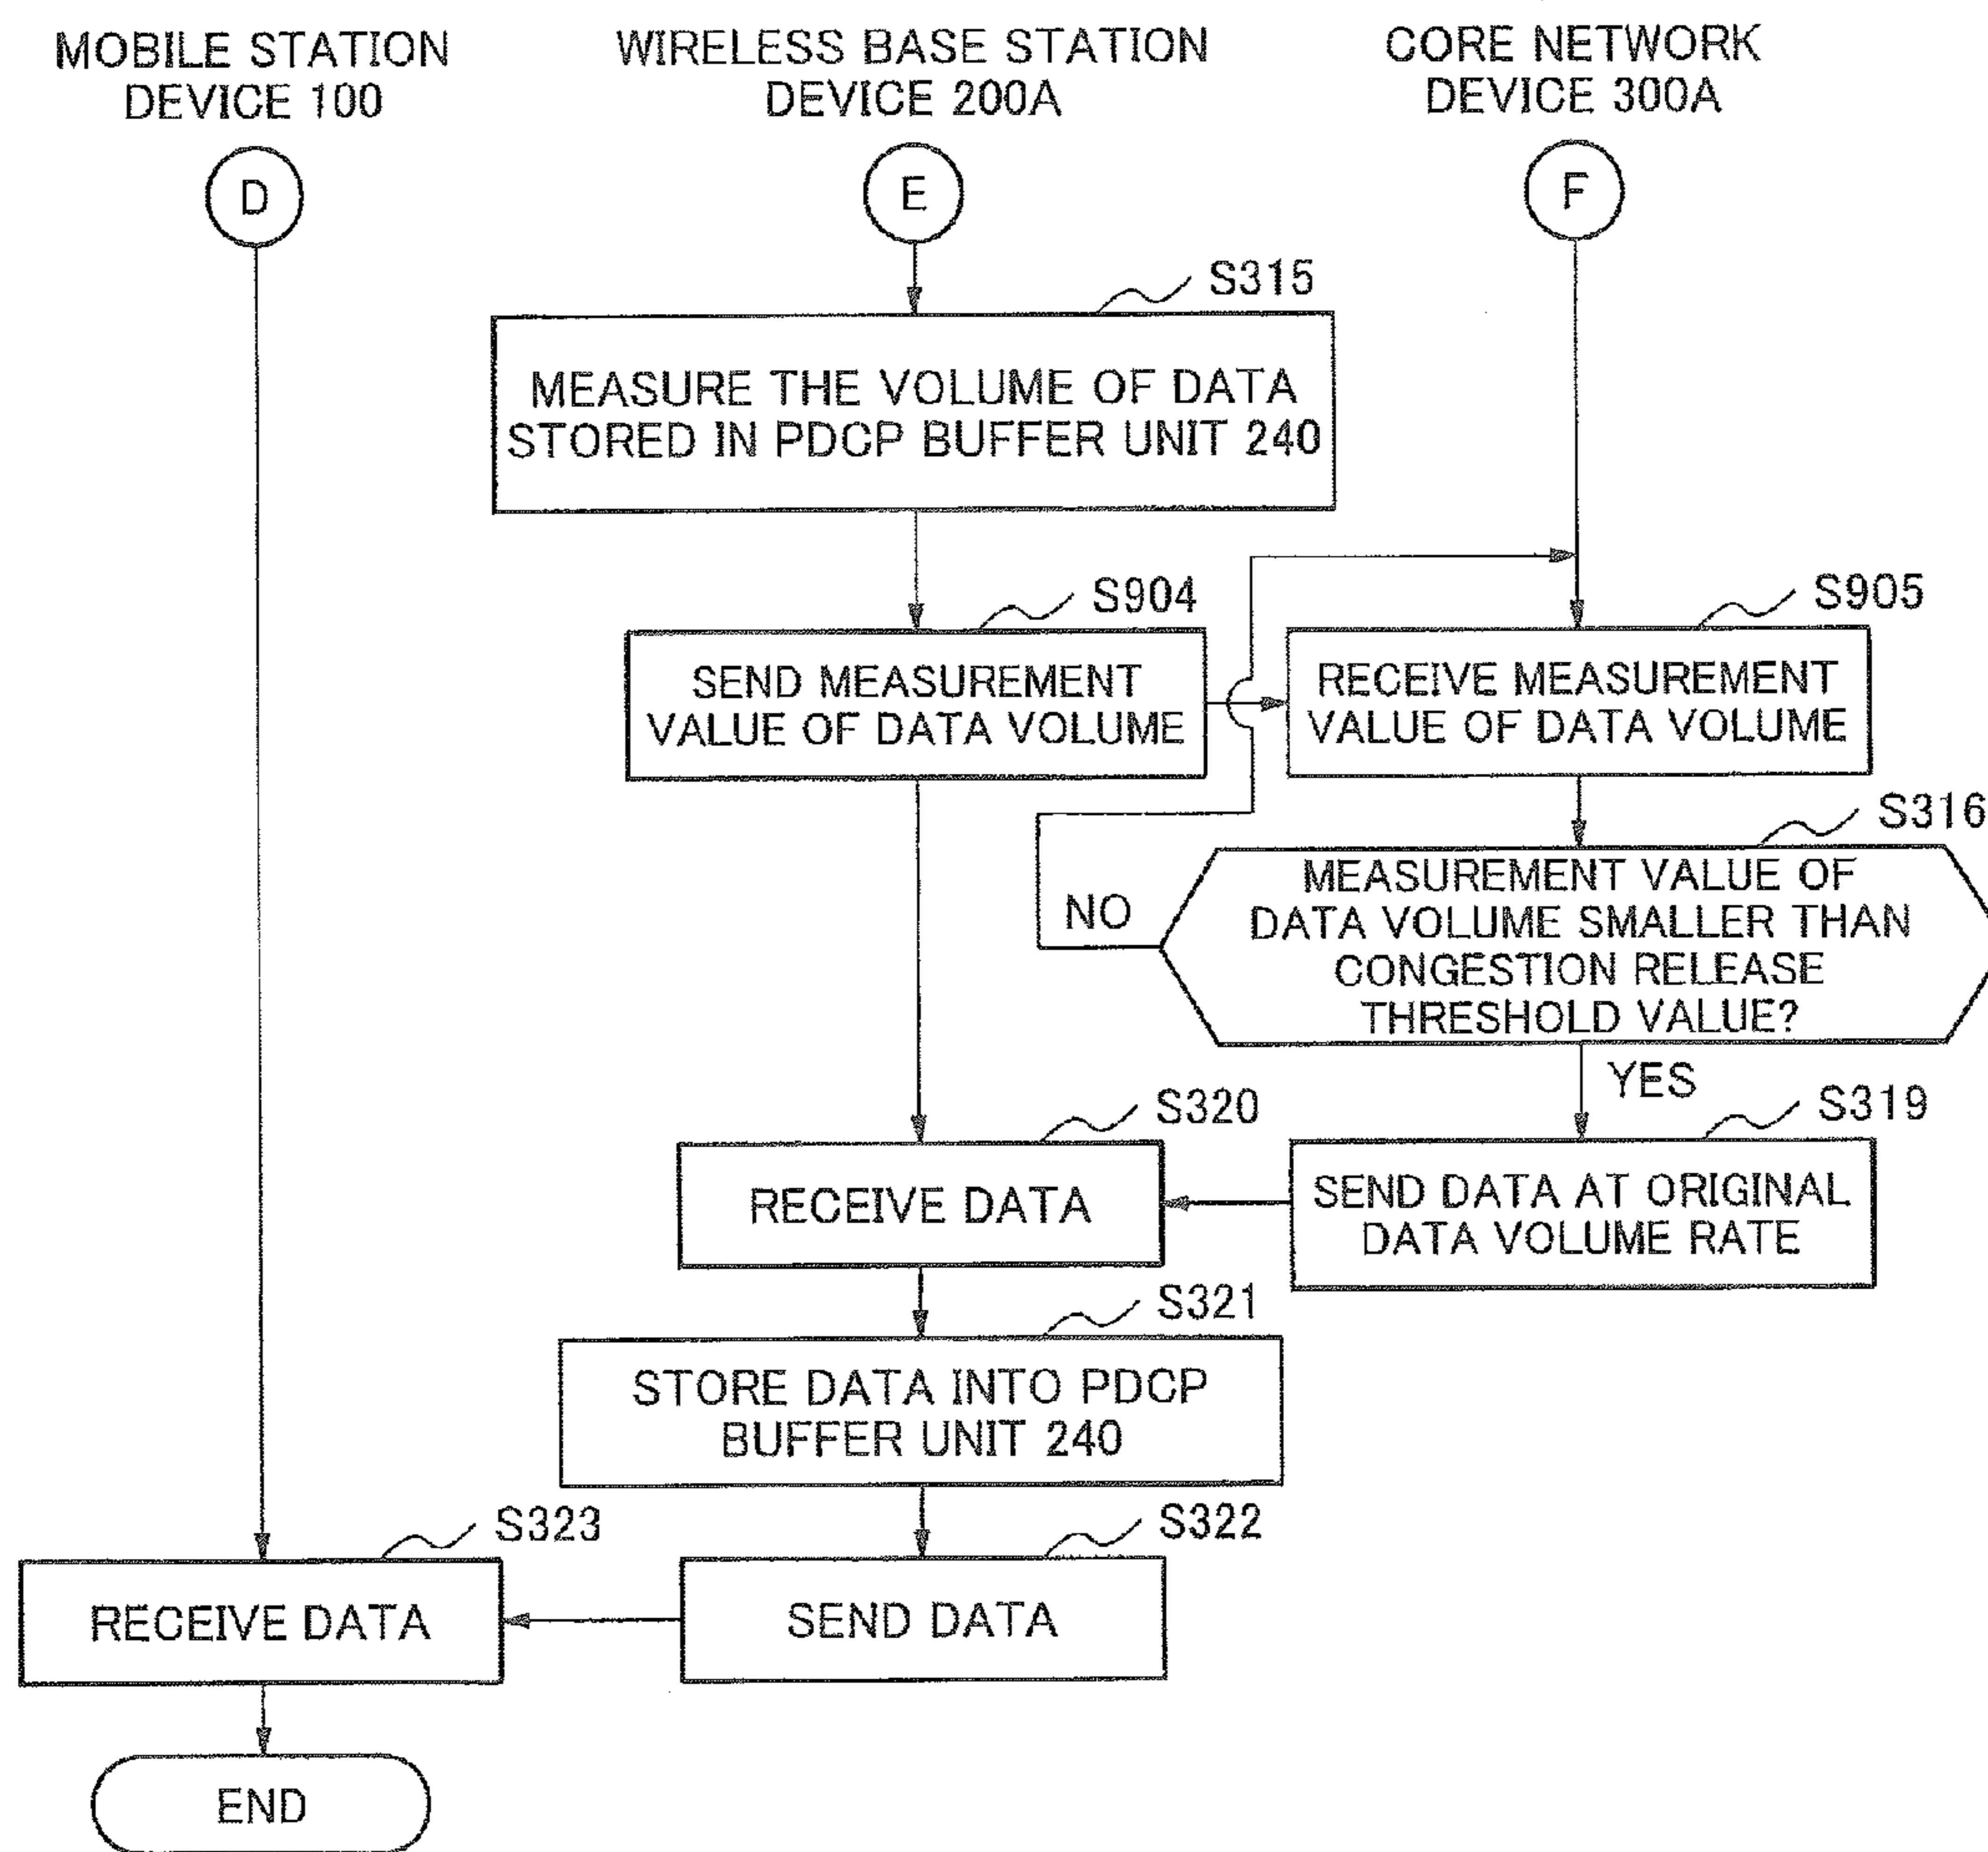 MOBILE STATION
DEVICE 100
WIRELESS BASE STATION
DEVICE 200A
CORE NETWORK
DEVICE 300A
D
E
F
S315
MEASURE THE VOLUME OF DATA
STORED IN PDCP BUFFER UNIT 240
S904
SEND MEASUREMENT
VALUE OF DATA VOLUME
S905
RECEIVE MEASUREMENT
VALUE OF DATA VOLUME
S316
MEASUREMENT VALUE OF
DATA VOLUME SMALLER THAN
CONGESTION RELEASE
THRESHOLD VALUE?
NO
YES
S320
RECEIVE DATA
S319
SEND DATA AT ORIGINAL
DATA VOLUME RATE
S321
STORE DATA INTO PDCP
BUFFER UNIT 240
S323
RECEIVE DATA
S322
SEND DATA
END